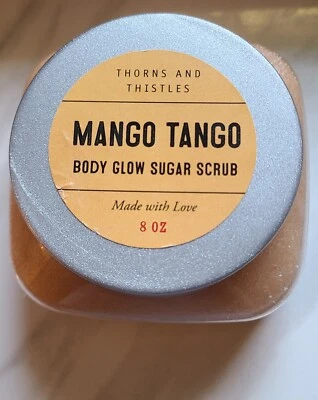 THORNS AND
THISTLES
MANGO TANGO
BODY GLOW SUGAR SCRUB
Made with Love
8 OZ